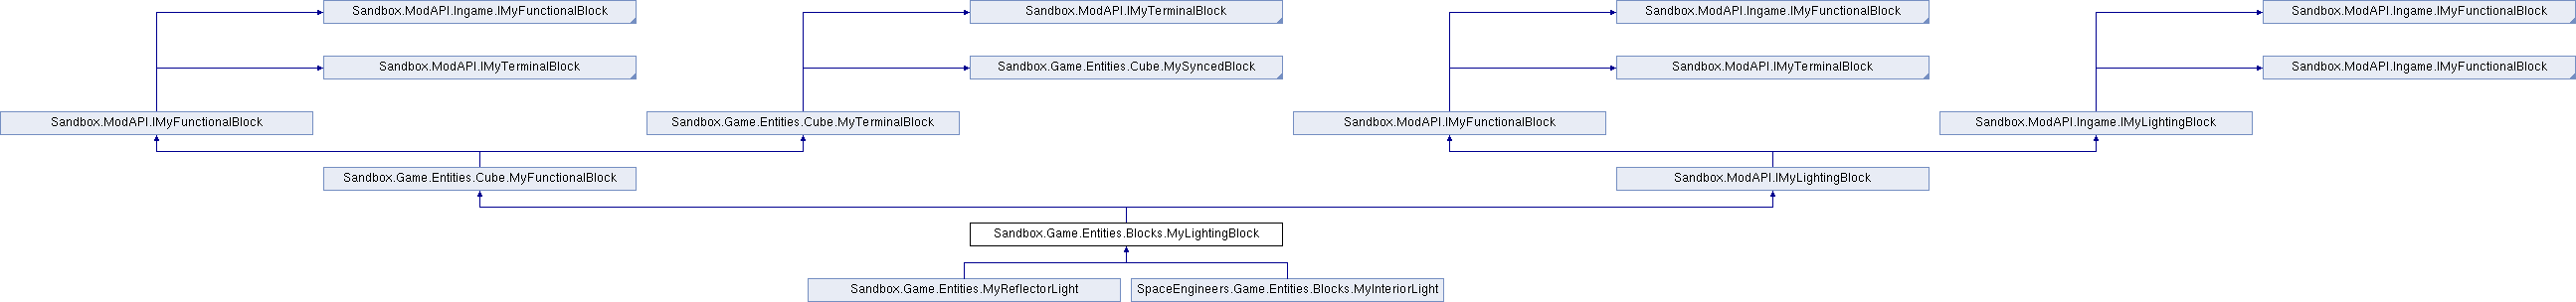 Sandbox.ModAPI.Ingame.IMyFunctionalBlock
Sandbox.ModAPI.IMyTerminalBlock
Sandbox.ModAPI.Ingame.IMyFunctionalBlock
Sandbox.ModAPI.Ingame.IMyFunctionalBlock
Sandbox.ModAPI.IMyTerminalBlock
Sandbox.Game.Entities.Cube.MySyncedBlock
Sandbox.ModAPI.IMyTerminalBlock
Sandbox.ModAPI.Ingame.IMyFunctionalBlock
Sandbox.ModAPI.IMyFunctionalBlock
Sandbox.Game.Entities.Cube.MyTerminalBlock
Sandbox.ModAPI.IMyFunctionalBlock
Sandbox.ModAPI.Ingame.IMyLightingBlock
Sandbox.Game.Entities.Cube.MyFunctionalBlock
Sandbox.ModAPI.IMyLightingBlock
Sandbox.Game.Entities.Blocks.MyLightingBlock
Sandbox.Game.Entities.MyReflectorLight
SpaceEngineers.Game.Entities.Blocks.MyInteriorLight